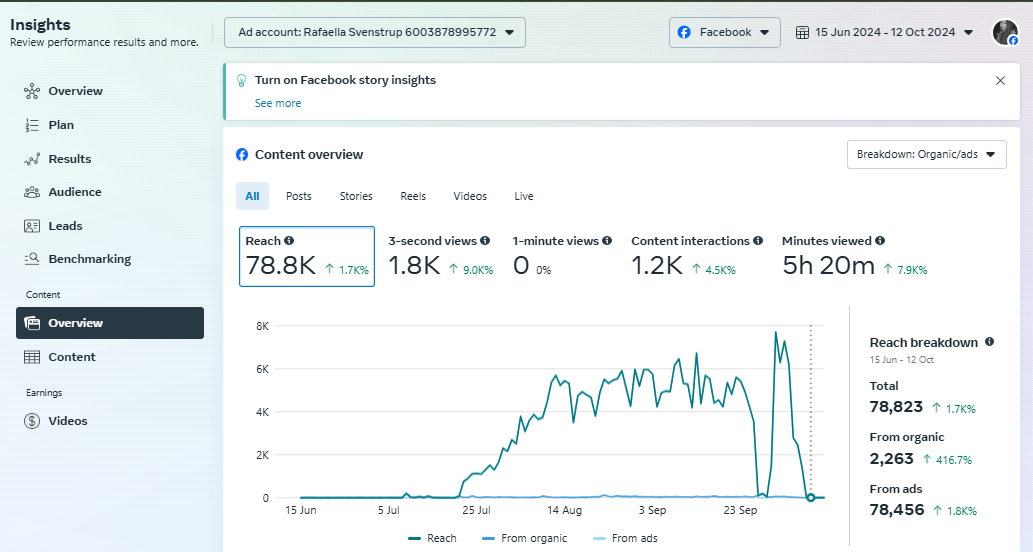 Insights
Review performance results and more.
Ad account: Rafaella Svenstrup 6003878995772
Facebook
15 Jun 2024 - 12 Oct 2024
Overview
Plan
Results
Audience
Leads
Benchmarking
Content
Overview
Content
Earnings
Videos
Turn on Facebook story insights
See more
Content overview
Breakdown: Organic/ads
All
Posts
Stories
Reels
Videos
Live
Reach
78.8K 1.7K%
3-second views
1.8K 9.0K%
1-minute views
0 0%
Content interactions
1.2K 4.5K%
Minutes viewed
5h 20m 7.9K%
8K
6K
4K
2K
0
15 Jun
5 Jul
25 Jul
14 Aug
3 Sep
23 Sep
Reach
From organic
From ads
Reach breakdown
15 Jun - 12 Oct
Total
78,823 1.7K%
From organic
2,263 416.7%
From ads
78,456 1.8K%